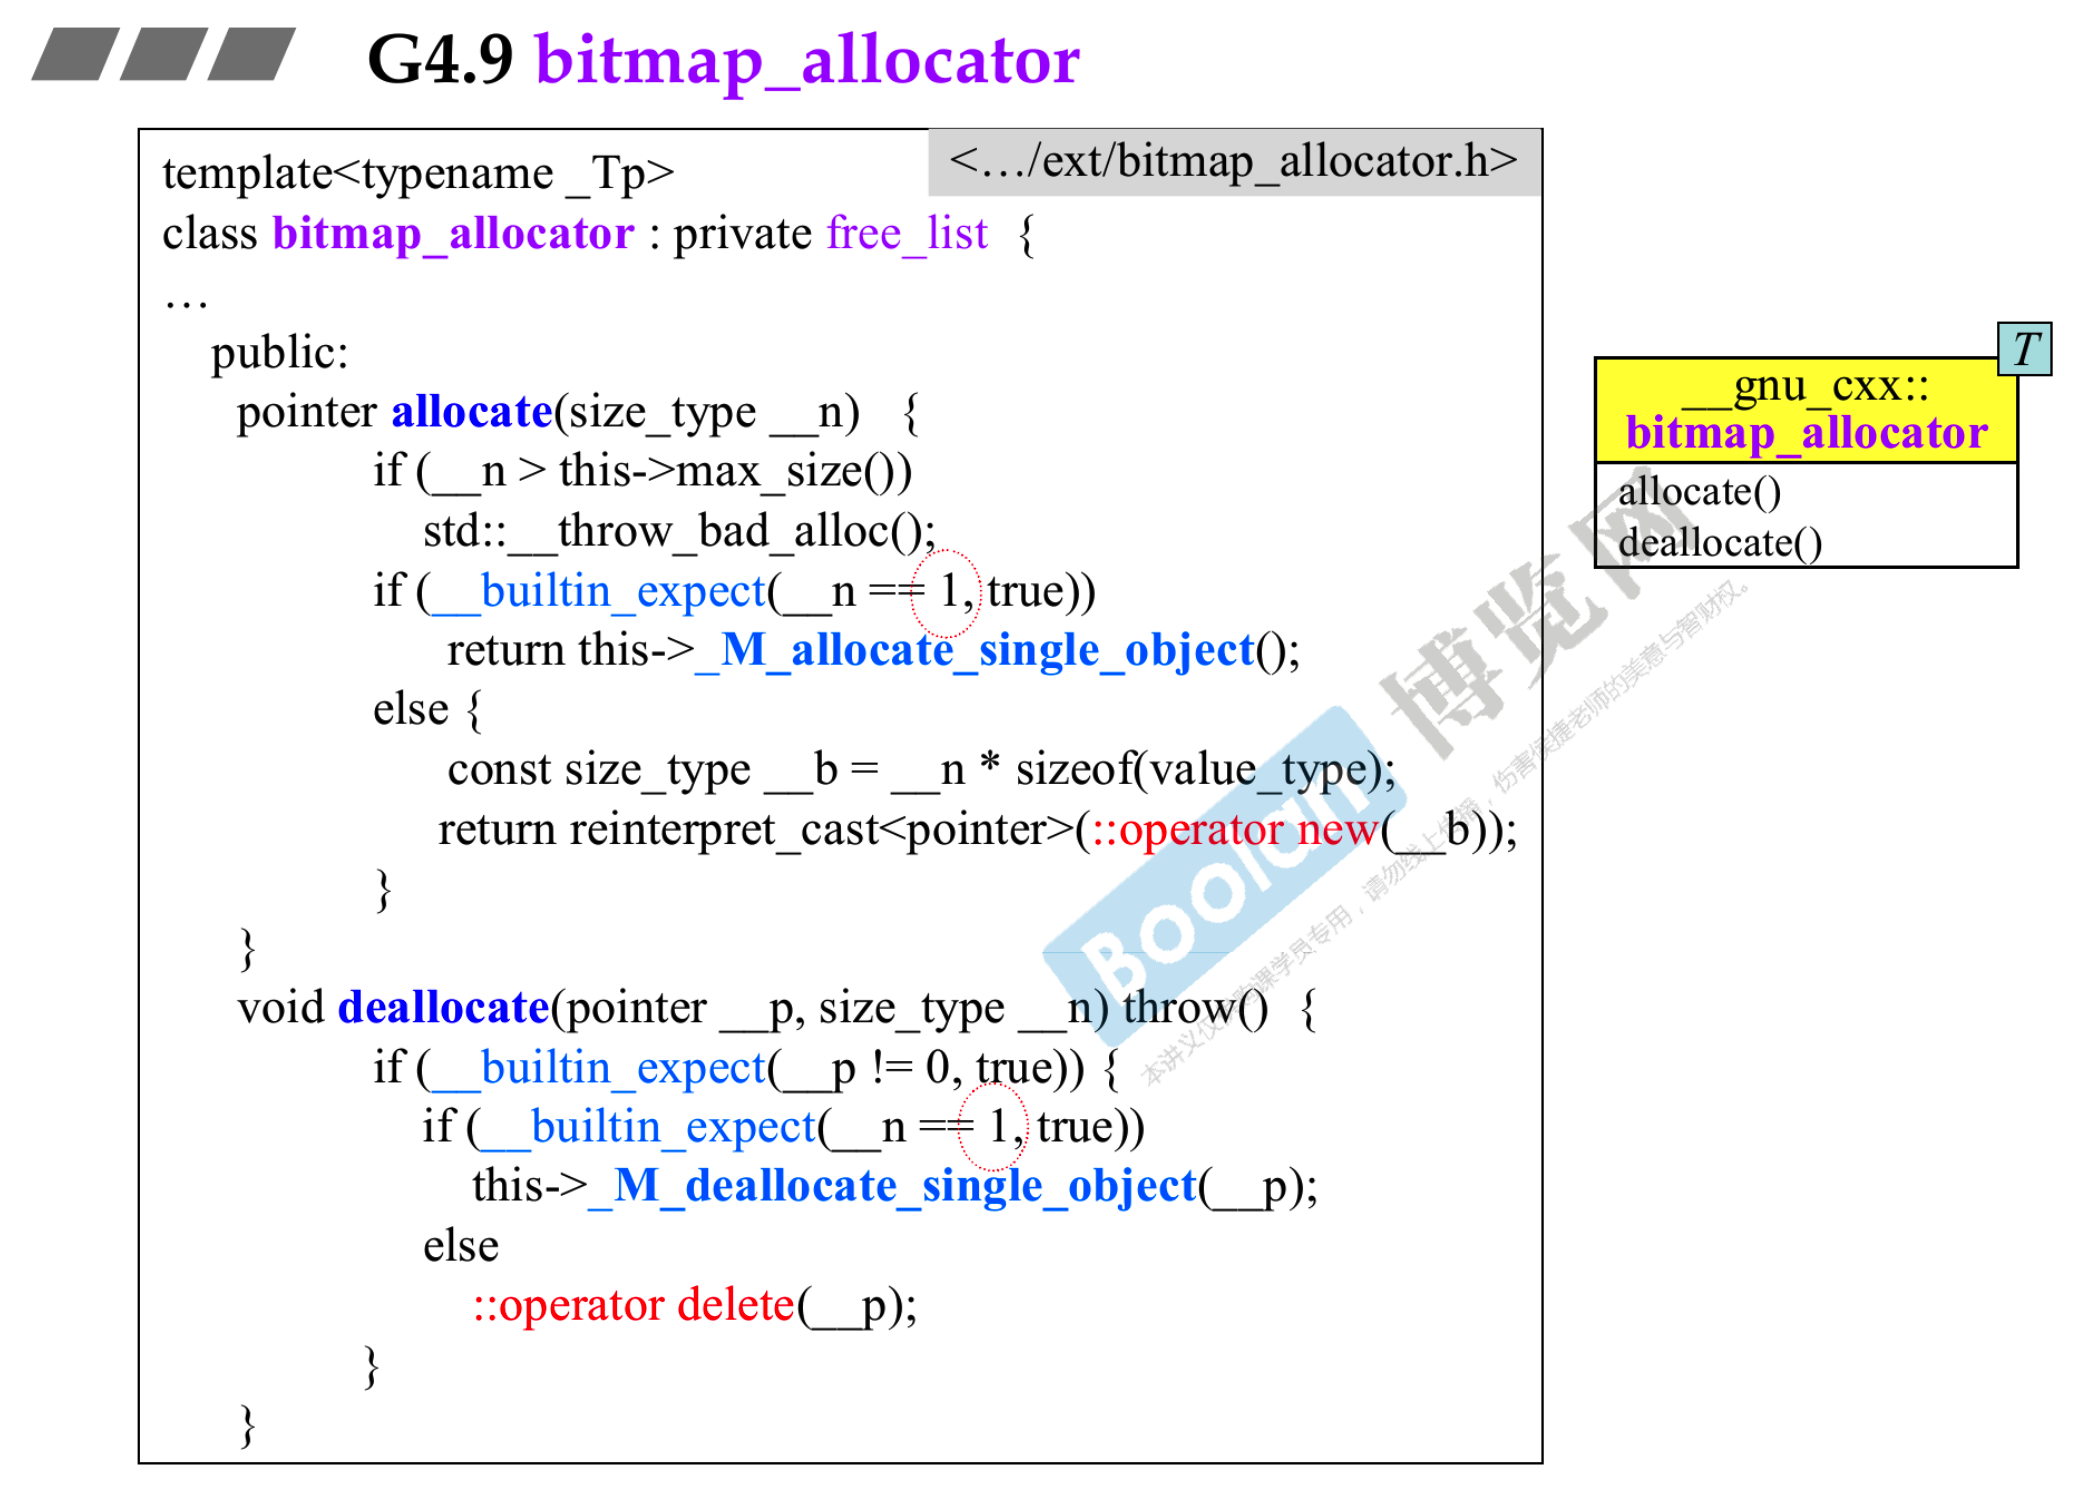 G4.9 bitmap_allocator
<…/ext/bitmap_allocator.h>
template<typename _Tp>
class bitmap_allocator : private free_list {
…
public:
pointer allocate(size_type __n) {
if (__n > this->max_size())
std::__throw_bad_alloc();
if (__builtin_expect(__n == 1, true))
return this->_M_allocate_single_object();
else {
const size_type __b = __n * sizeof(value_type);
return reinterpret_cast<pointer>(::operator new(__b));
}
}
void deallocate(pointer __p, size_type __n) throw() {
if (__builtin_expect(__p != 0, true)) {
if (__builtin_expect(__n == 1, true))
this->_M_deallocate_single_object(__p);
else
::operator delete(__p);
}
}
T
__gnu_cxx::
bitmap_allocator
allocate()
deallocate()
Boolan 博览网
本讲义仅供购课学员专用，请勿线上传播，伤害侯捷老师的美意与智财权。